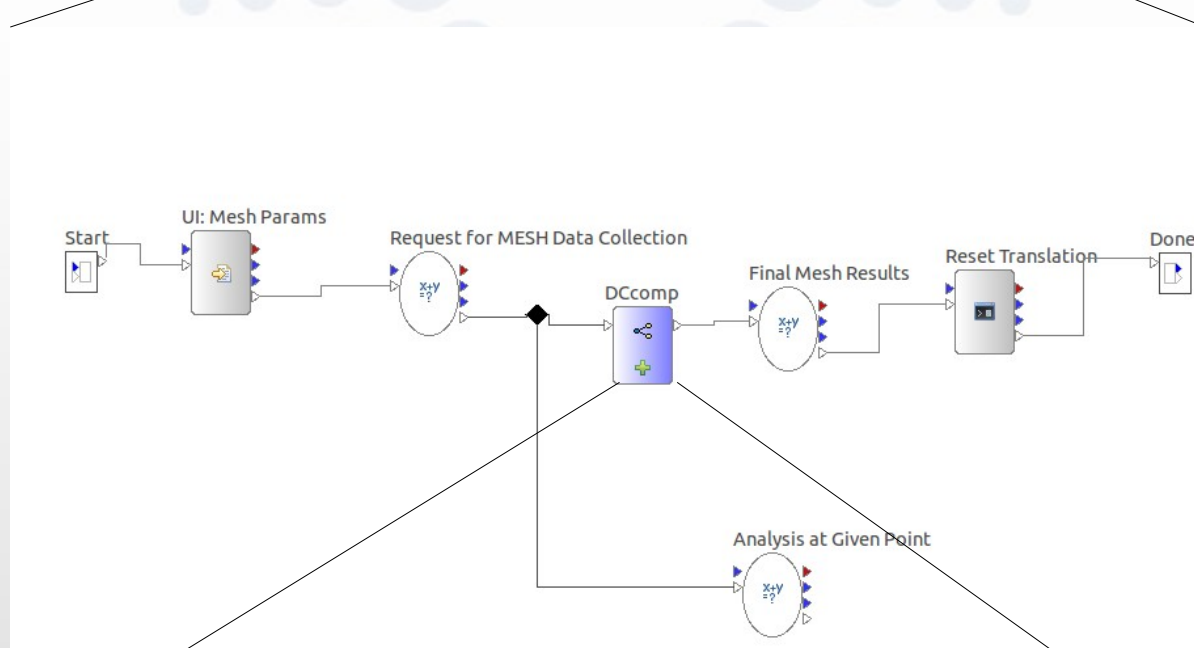 Start
UI: Mesh Params
Request for MESH Data Collection
x+y
=?
DCcomp
Final Mesh Results
x+y
=?
Reset Translation
Done
Analysis at Given Point
x+y
=?